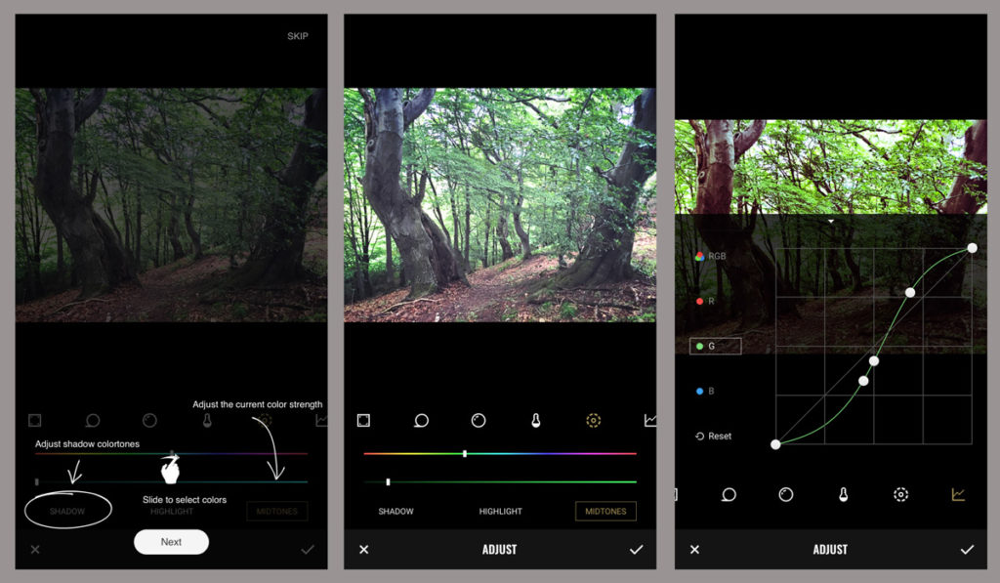 SKIP
Adjust the current color strength
Adjust shadow colortones
Slide to select colors
SHADOW
HIGHLIGHT
MIDTONES
Next
SHADOW
HIGHLIGHT
MIDTONES
ADJUST
RGB
R
G
B
Reset
ADJUST